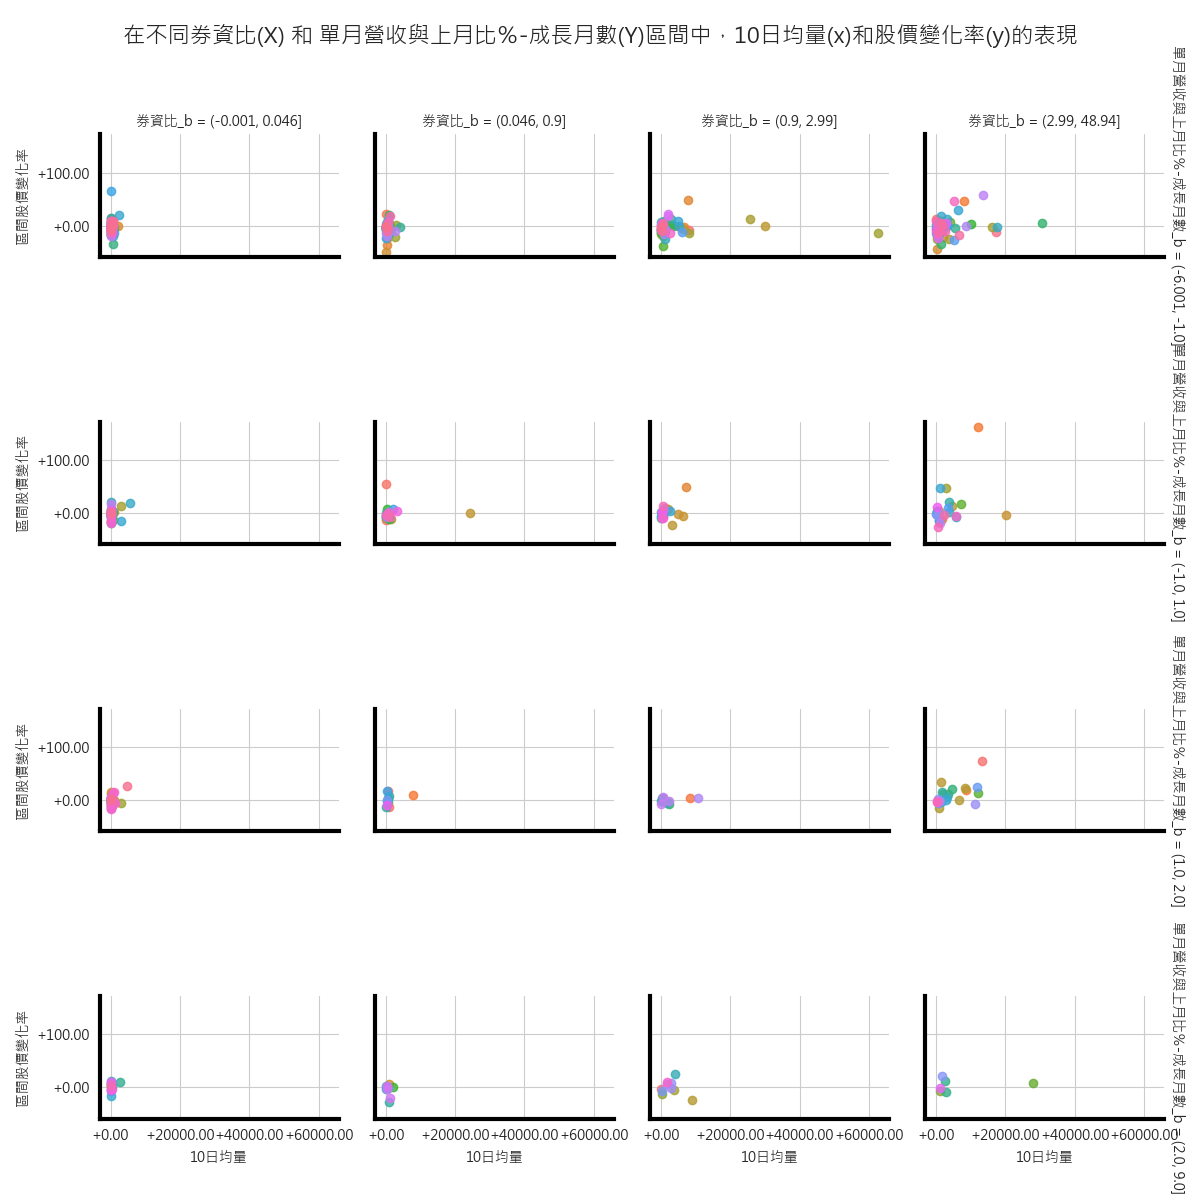 在不同券資比(X) 和 單月營收與上月比%-成長月數(Y)區間中，10日均量(x)和股價變化率(y)的表現
券資比_b = (-0.001, 0.046]
券資比_b = (0.046, 0.9]
券資比_b = (0.9, 2.99]
券資比_b = (2.99, 48.94]
區間股價變化率
+100.00
+0.00
單月營收與上月比%-成長月數_b = (-6.001, -1.0]
區間股價變化率
+100.00
+0.00
單月營收與上月比%-成長月數_b = (-1.0, 1.0]
區間股價變化率
+100.00
+0.00
單月營收與上月比%-成長月數_b = (1.0, 2.0]
區間股價變化率
+100.00
+0.00
單月營收與上月比%-成長月數_b = (2.0, 9.0]
+0.00 +20000.00 +40000.00 +60000.00
+0.00 +20000.00 +40000.00 +60000.00
+0.00 +20000.00 +40000.00 +60000.00
+0.00 +20000.00 +40000.00 +60000.00
10日均量
10日均量
10日均量
10日均量